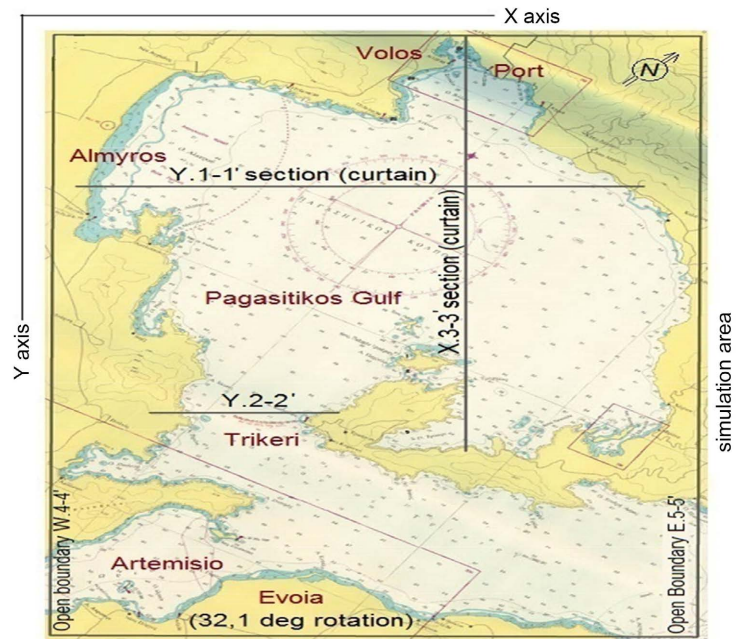 X axis
Volos
Port
N
Almyros
Y.1-1' section (curtain)
X.3-3' section (curtain)
Pagasitikos Gulf
Y axis
simulation area
Y.2-2'
Trikeri
Open boundary W.4-4'
Open Boundary E.5-5'
Artemisio
Evoia
(32,1 deg rotation)